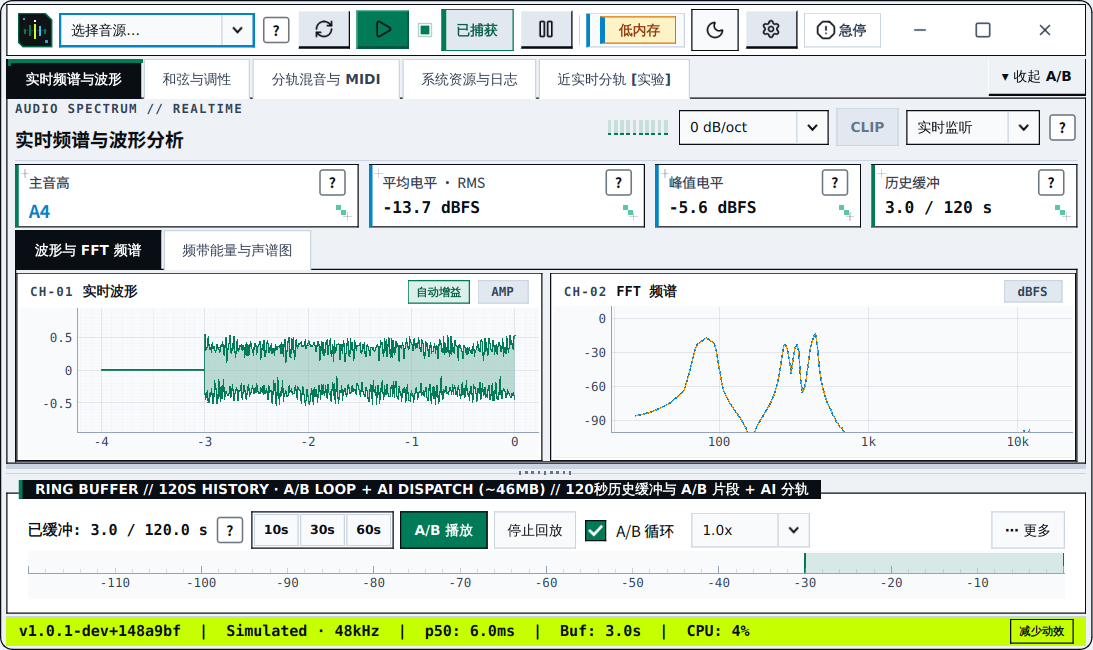 选择音源... ? 已捕获 低内存 急停
实时频谱与波形 和弦与调性 分轨混音与 MIDI 系统资源与日志 近实时分轨 [实验] ▾ 收起 A/B
AUDIO SPECTRUM // REALTIME
实时频谱与波形分析 0 dB/oct CLIP 实时监听 ?
主音高 ? 平均电平 · RMS ? 峰值电平 ? 历史缓冲 ?
A4 -13.7 dBFS -5.6 dBFS 3.0 / 120 s
波形与 FFT 频谱 频带能量与声谱图
CH-01 实时波形 自动增益 AMP CH-02 FFT 频谱 dBFS
0.5
0
-0.5
-4 -3 -2 -1 0
0
-30
-60
-90
100 1k 10k
RING BUFFER // 120S HISTORY · A/B LOOP + AI DISPATCH (~46MB) // 120秒历史缓冲与 A/B 片段 + AI 分轨
已缓冲: 3.0 / 120.0 s ? 10s 30s 60s A/B 播放 停止回放 A/B 循环 1.0x ··· 更多
-110 -100 -90 -80 -70 -60 -50 -40 -30 -20 -10
v1.0.1-dev+148a9bf | Simulated · 48kHz | p50: 6.0ms | Buf: 3.0s | CPU: 4% 减少动效